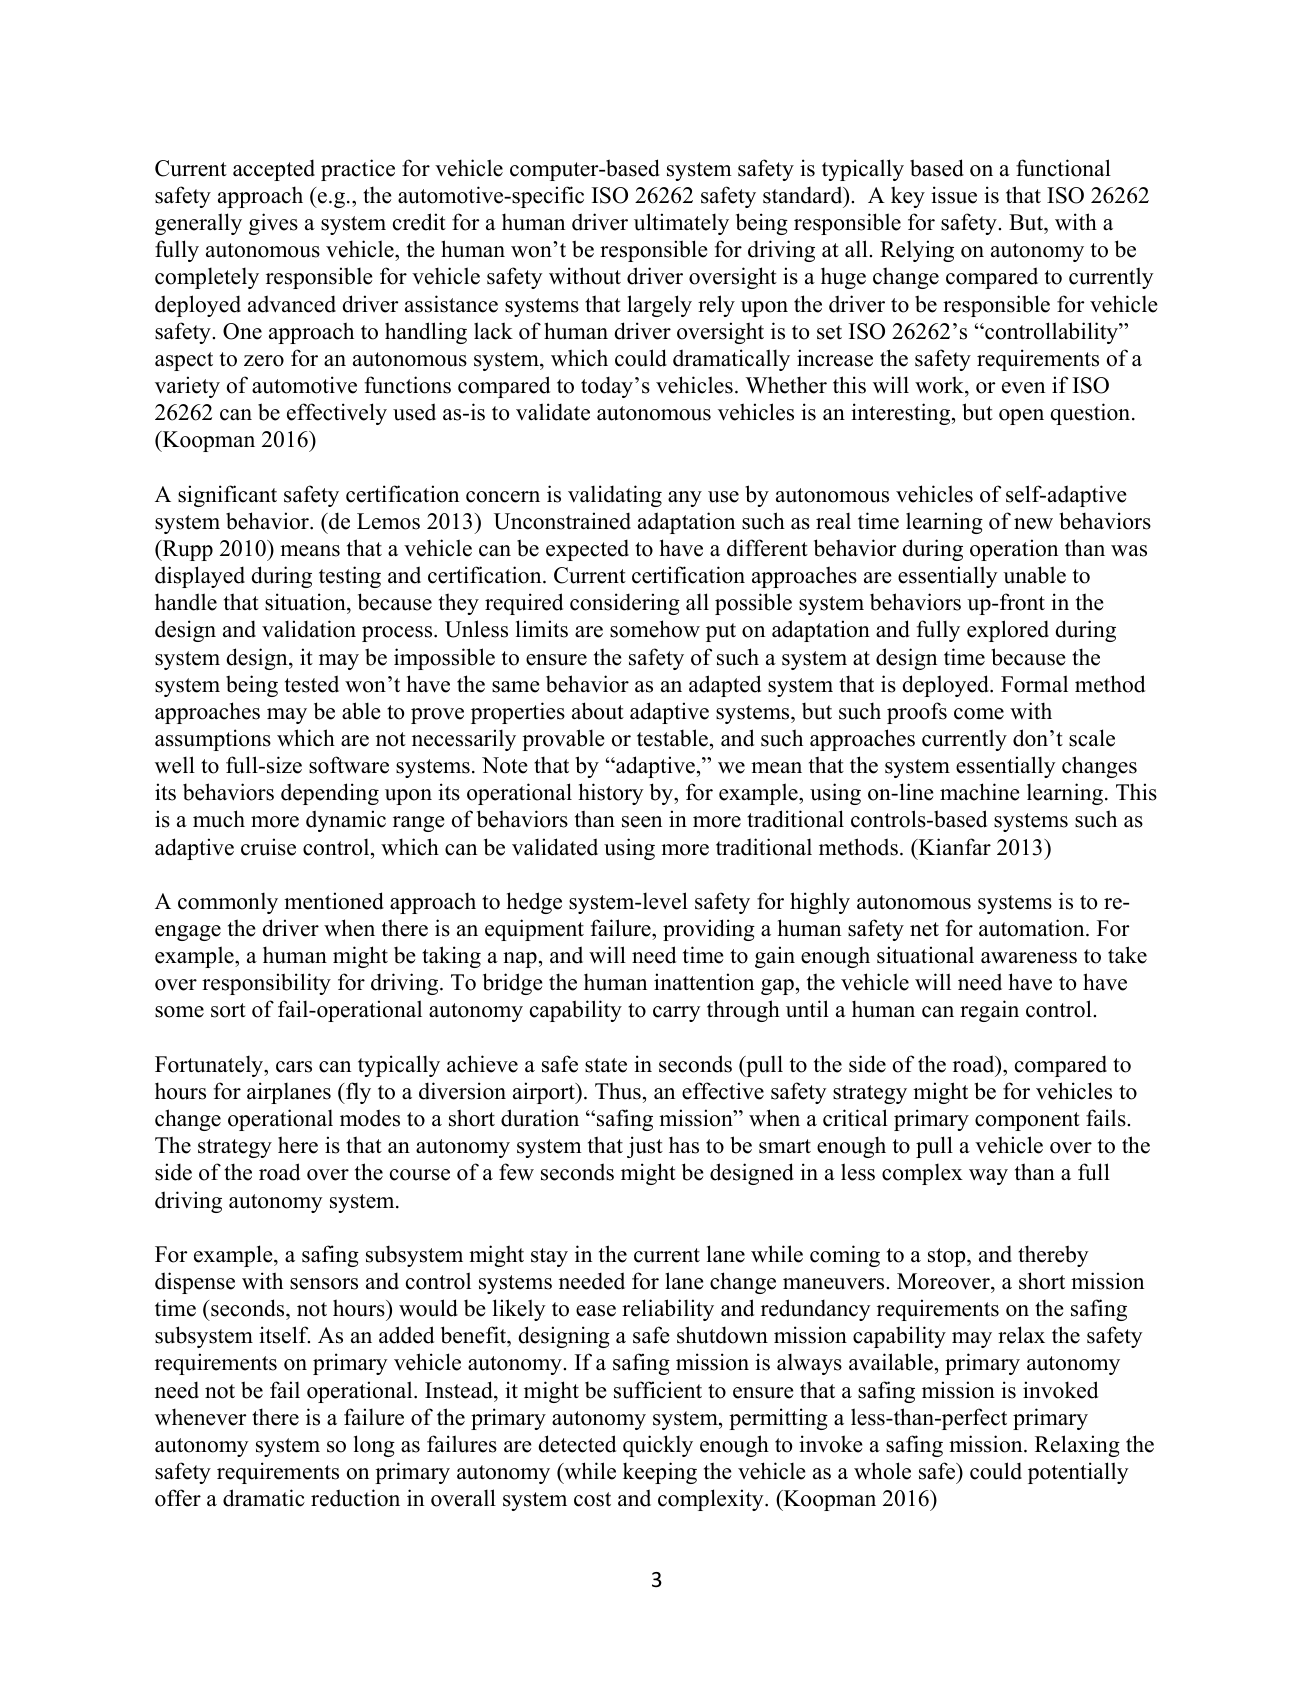 Current accepted practice for vehicle computer-based system safety is typically based on a functional
safety approach (e.g., the automotive-specific ISO 26262 safety standard).  A key issue is that ISO 26262
generally gives a system credit for a human driver ultimately being responsible for safety. But, with a
fully autonomous vehicle, the human won’t be responsible for driving at all. Relying on autonomy to be
completely responsible for vehicle safety without driver oversight is a huge change compared to currently
deployed advanced driver assistance systems that largely rely upon the driver to be responsible for vehicle
safety. One approach to handling lack of human driver oversight is to set ISO 26262’s “controllability”
aspect to zero for an autonomous system, which could dramatically increase the safety requirements of a
variety of automotive functions compared to today’s vehicles. Whether this will work, or even if ISO
26262 can be effectively used as-is to validate autonomous vehicles is an interesting, but open question.
(Koopman 2016)
A significant safety certification concern is validating any use by autonomous vehicles of self-adaptive
system behavior. (de Lemos 2013)  Unconstrained adaptation such as real time learning of new behaviors
(Rupp 2010) means that a vehicle can be expected to have a different behavior during operation than was
displayed during testing and certification. Current certification approaches are essentially unable to
handle that situation, because they required considering all possible system behaviors up-front in the
design and validation process. Unless limits are somehow put on adaptation and fully explored during
system design, it may be impossible to ensure the safety of such a system at design time because the
system being tested won’t have the same behavior as an adapted system that is deployed. Formal method
approaches may be able to prove properties about adaptive systems, but such proofs come with
assumptions which are not necessarily provable or testable, and such approaches currently don’t scale
well to full-size software systems. Note that by “adaptive,” we mean that the system essentially changes
its behaviors depending upon its operational history by, for example, using on-line machine learning. This
is a much more dynamic range of behaviors than seen in more traditional controls-based systems such as
adaptive cruise control, which can be validated using more traditional methods. (Kianfar 2013)
A commonly mentioned approach to hedge system-level safety for highly autonomous systems is to re-
engage the driver when there is an equipment failure, providing a human safety net for automation. For
example, a human might be taking a nap, and will need time to gain enough situational awareness to take
over responsibility for driving. To bridge the human inattention gap, the vehicle will need have to have
some sort of fail-operational autonomy capability to carry through until a human can regain control.
Fortunately, cars can typically achieve a safe state in seconds (pull to the side of the road), compared to
hours for airplanes (fly to a diversion airport). Thus, an effective safety strategy might be for vehicles to
change operational modes to a short duration “safing mission” when a critical primary component fails.
The strategy here is that an autonomy system that just has to be smart enough to pull a vehicle over to the
side of the road over the course of a few seconds might be designed in a less complex way than a full
driving autonomy system.
For example, a safing subsystem might stay in the current lane while coming to a stop, and thereby
dispense with sensors and control systems needed for lane change maneuvers. Moreover, a short mission
time (seconds, not hours) would be likely to ease reliability and redundancy requirements on the safing
subsystem itself. As an added benefit, designing a safe shutdown mission capability may relax the safety
requirements on primary vehicle autonomy. If a safing mission is always available, primary autonomy
need not be fail operational. Instead, it might be sufficient to ensure that a safing mission is invoked
whenever there is a failure of the primary autonomy system, permitting a less-than-perfect primary
autonomy system so long as failures are detected quickly enough to invoke a safing mission. Relaxing the
safety requirements on primary autonomy (while keeping the vehicle as a whole safe) could potentially
offer a dramatic reduction in overall system cost and complexity. (Koopman 2016)
3